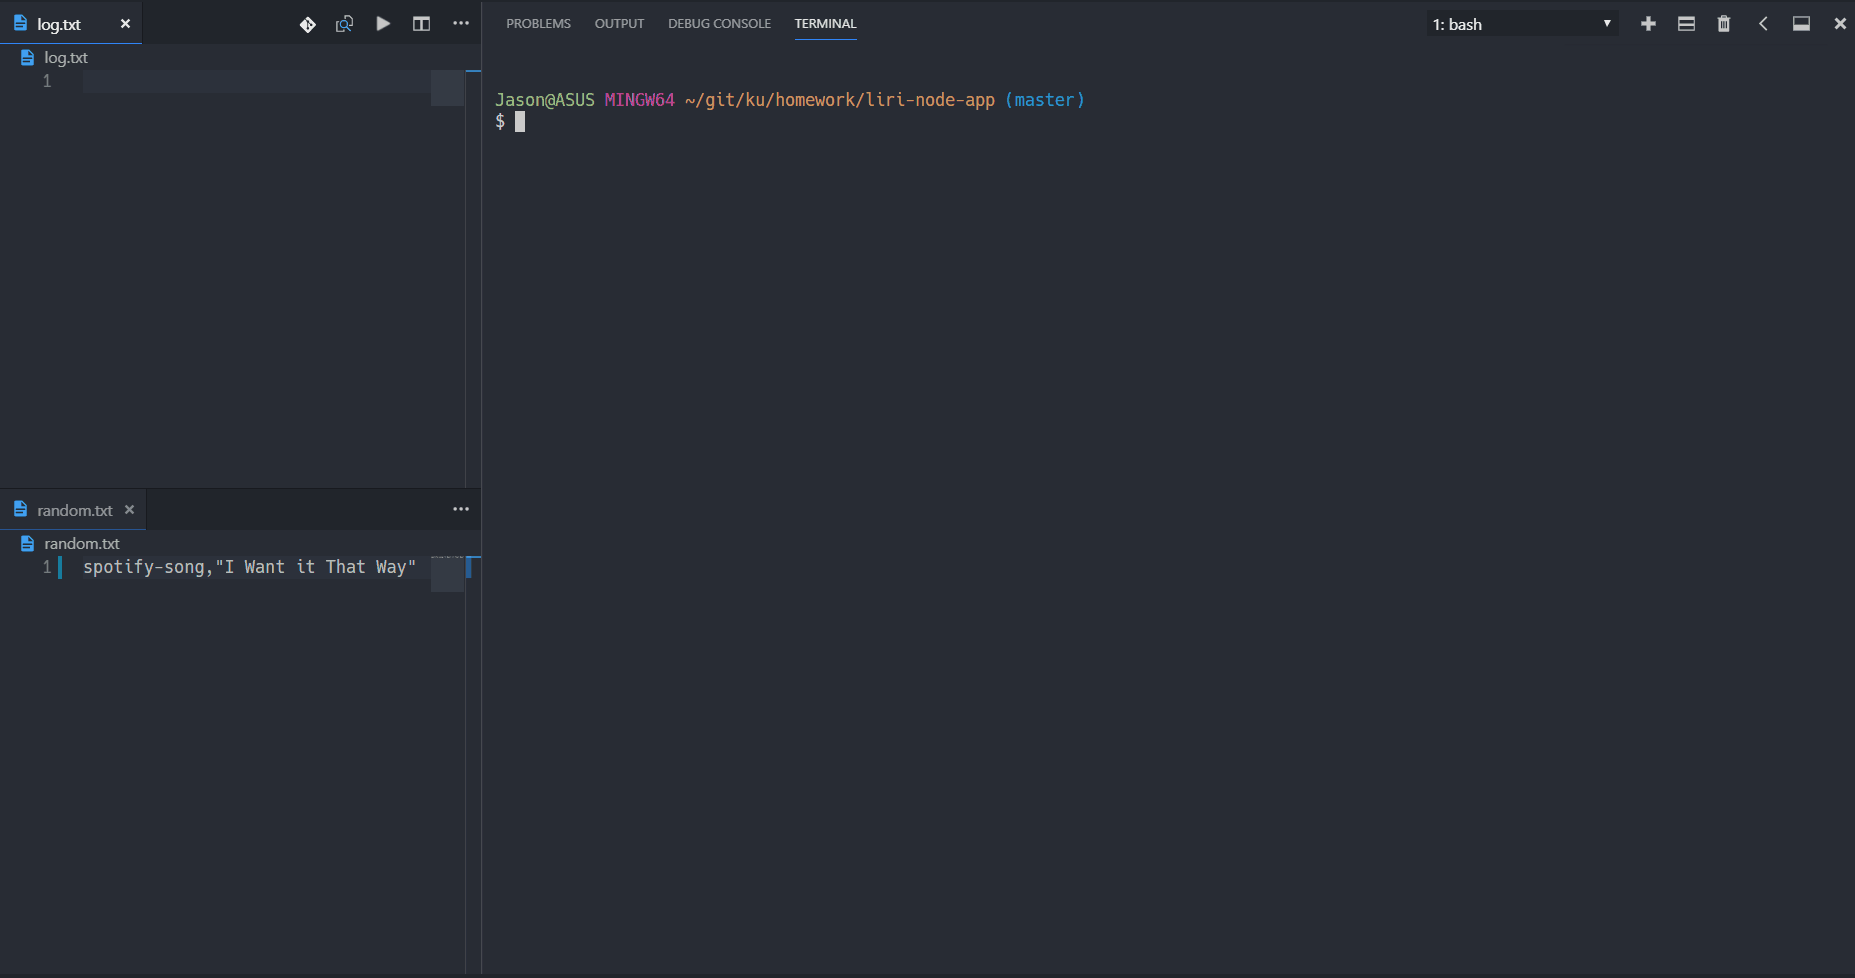 log.txt
log.txt
1
random.txt
random.txt
1 spotify-song,"I Want it That Way"
PROBLEMS OUTPUT DEBUG CONSOLE TERMINAL 1: bash
Jason@ASUS MINGW64 ~/git/ku/homework/liri-node-app (master)
$